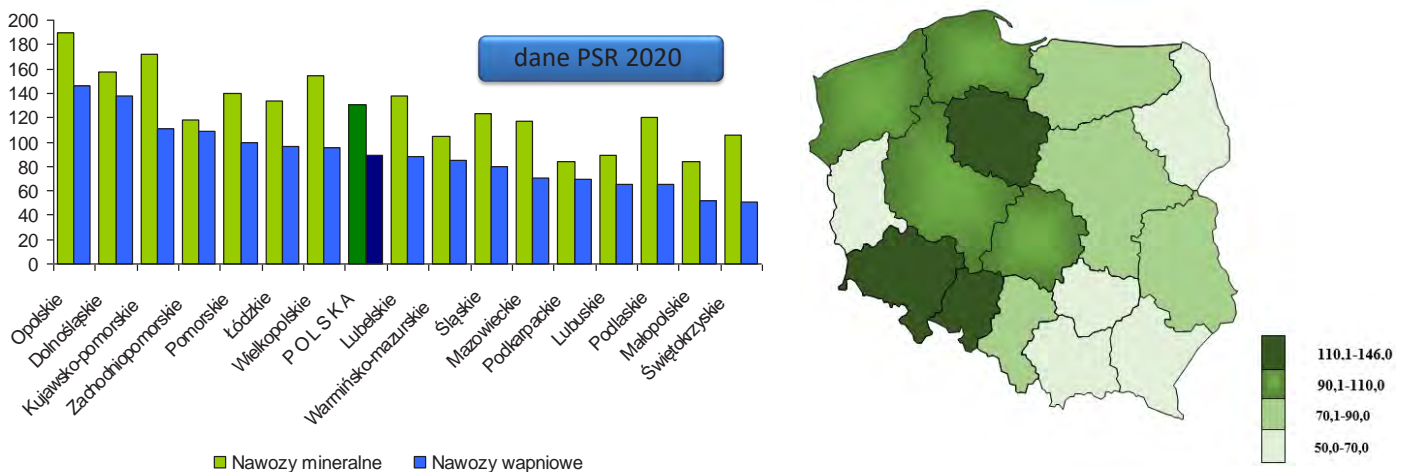 200
180
160
140
120
100
80
60
40
20
0
dane PSR 2020
Opolskie
Dolnośląskie
Kujawsko-pomorskie
Zachodniopomorskie
Pomorskie
Łódzkie
Wielkopolskie
P O L S K A
Lubelskie
Warmińsko-mazurskie
Śląskie
Mazowieckie
Podkarpackie
Lubuskie
Podlaskie
Małopolskie
Świętokrzyskie
Nawozy mineralne
Nawozy wapniowe
110.1-146.0
90,1-110,0
70,1-90,0
50,0-70,0